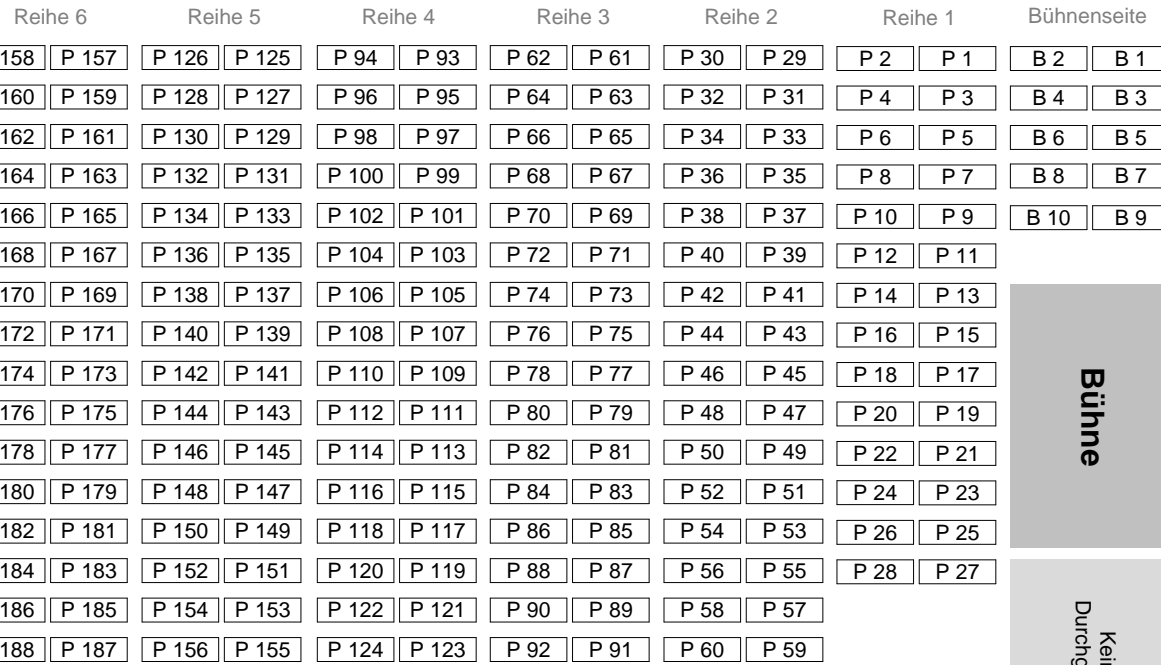 Reihe 6 Reihe 5 Reihe 4 Reihe 3 Reihe 2 Reihe 1 Bühnenseite
158 P 157 P 126 P 125 P 94 P 93 P 62 P 61 P 30 P 29 P 2 P 1 B 2 B 1
160 P 159 P 128 P 127 P 96 P 95 P 64 P 63 P 32 P 31 P 4 P 3 B 4 B 3
162 P 161 P 130 P 129 P 98 P 97 P 66 P 65 P 34 P 33 P 6 P 5 B 6 B 5
164 P 163 P 132 P 131 P 100 P 99 P 68 P 67 P 36 P 35 P 8 P 7 B 8 B 7
166 P 165 P 134 P 133 P 102 P 101 P 70 P 69 P 38 P 37 P 10 P 9 B 10 B 9
168 P 167 P 136 P 135 P 104 P 103 P 72 P 71 P 40 P 39 P 12 P 11
170 P 169 P 138 P 137 P 106 P 105 P 74 P 73 P 42 P 41 P 14 P 13
172 P 171 P 140 P 139 P 108 P 107 P 76 P 75 P 44 P 43 P 16 P 15
174 P 173 P 142 P 141 P 110 P 109 P 78 P 77 P 46 P 45 P 18 P 17
176 P 175 P 144 P 143 P 112 P 111 P 80 P 79 P 48 P 47 P 20 P 19
178 P 177 P 146 P 145 P 114 P 113 P 82 P 81 P 50 P 49 P 22 P 21
180 P 179 P 148 P 147 P 116 P 115 P 84 P 83 P 52 P 51 P 24 P 23
182 P 181 P 150 P 149 P 118 P 117 P 86 P 85 P 54 P 53 P 26 P 25
184 P 183 P 152 P 151 P 120 P 119 P 88 P 87 P 56 P 55 P 28 P 27
186 P 185 P 154 P 153 P 122 P 121 P 90 P 89 P 58 P 57
188 P 187 P 156 P 155 P 124 P 123 P 92 P 91 P 60 P 59
Bühne